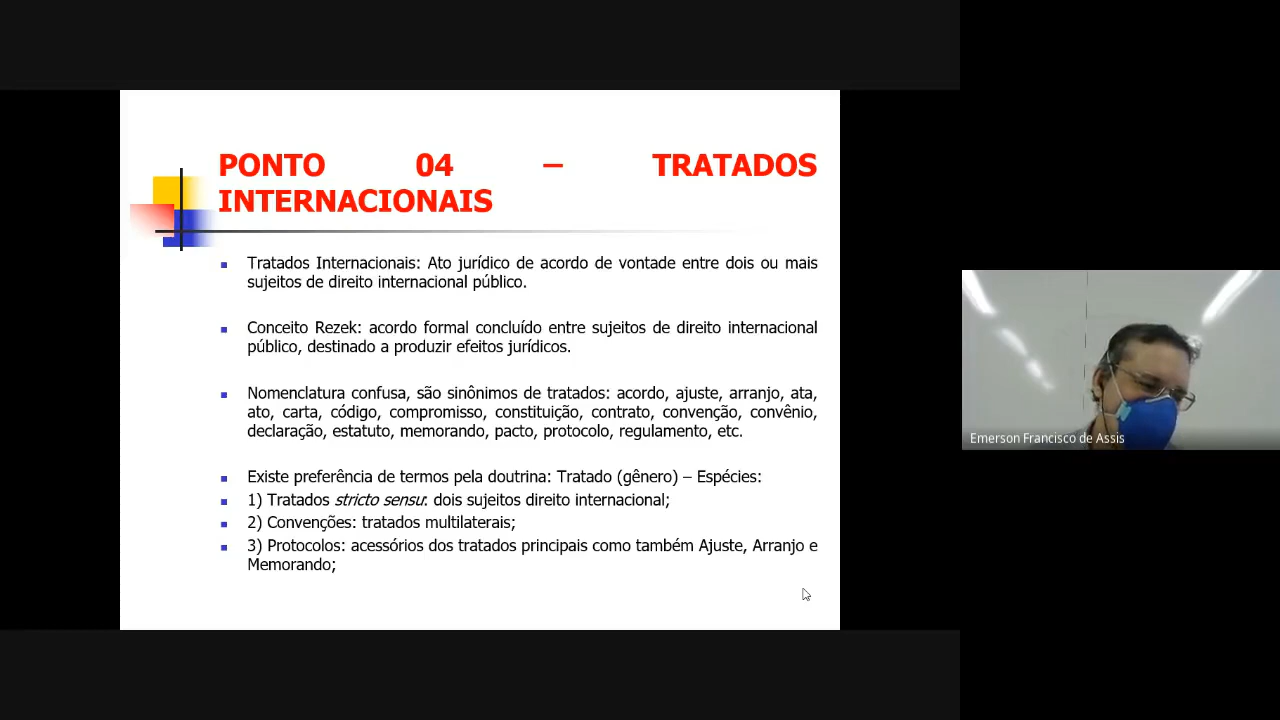 PONTO 04 – TRATADOS
INTERNACIONAIS
Tratados Internacionais: Ato jurídico de acordo de vontade entre dois ou mais
sujeitos de direito internacional público.
Conceito Rezek: acordo formal concluído entre sujeitos de direito internacional
público, destinado a produzir efeitos jurídicos.
Nomenclatura confusa, são sinônimos de tratados: acordo, ajuste, arranjo, ata,
ato, carta, código, compromisso, constituição, contrato, convenção, convênio,
declaração, estatuto, memorando, pacto, protocolo, regulamento, etc.
Existe preferência de termos pela doutrina: Tratado (gênero) – Espécies:
1) Tratados stricto sensu: dois sujeitos direito internacional;
2) Convenções: tratados multilaterais;
3) Protocolos: acessórios dos tratados principais como também Ajuste, Arranjo e
Memorando;
Emerson Francisco de Assis